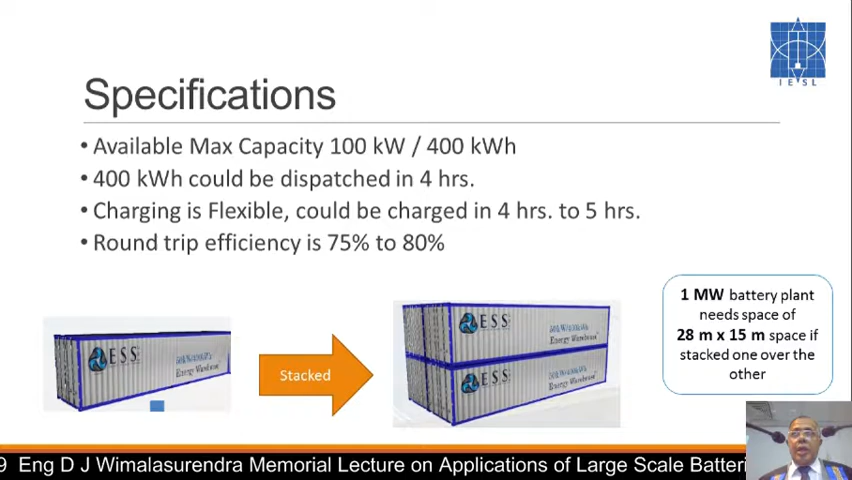 IESL
Specifications
• Available Max Capacity 100 kW / 400 kWh
• 400 kWh could be dispatched in 4 hrs.
• Charging is Flexible, could be charged in 4 hrs. to 5 hrs.
• Round trip efficiency is 75% to 80%
ESS
Energy Warehouse
Stacked
ESS
Energy Warehouse
ESS
Energy Warehouse
1 MW battery plant
needs space of
28 m x 15 m space if
stacked one over the
other
9 Eng D J Wimalasurendra Memorial Lecture on Applications of Large Scale Batteri